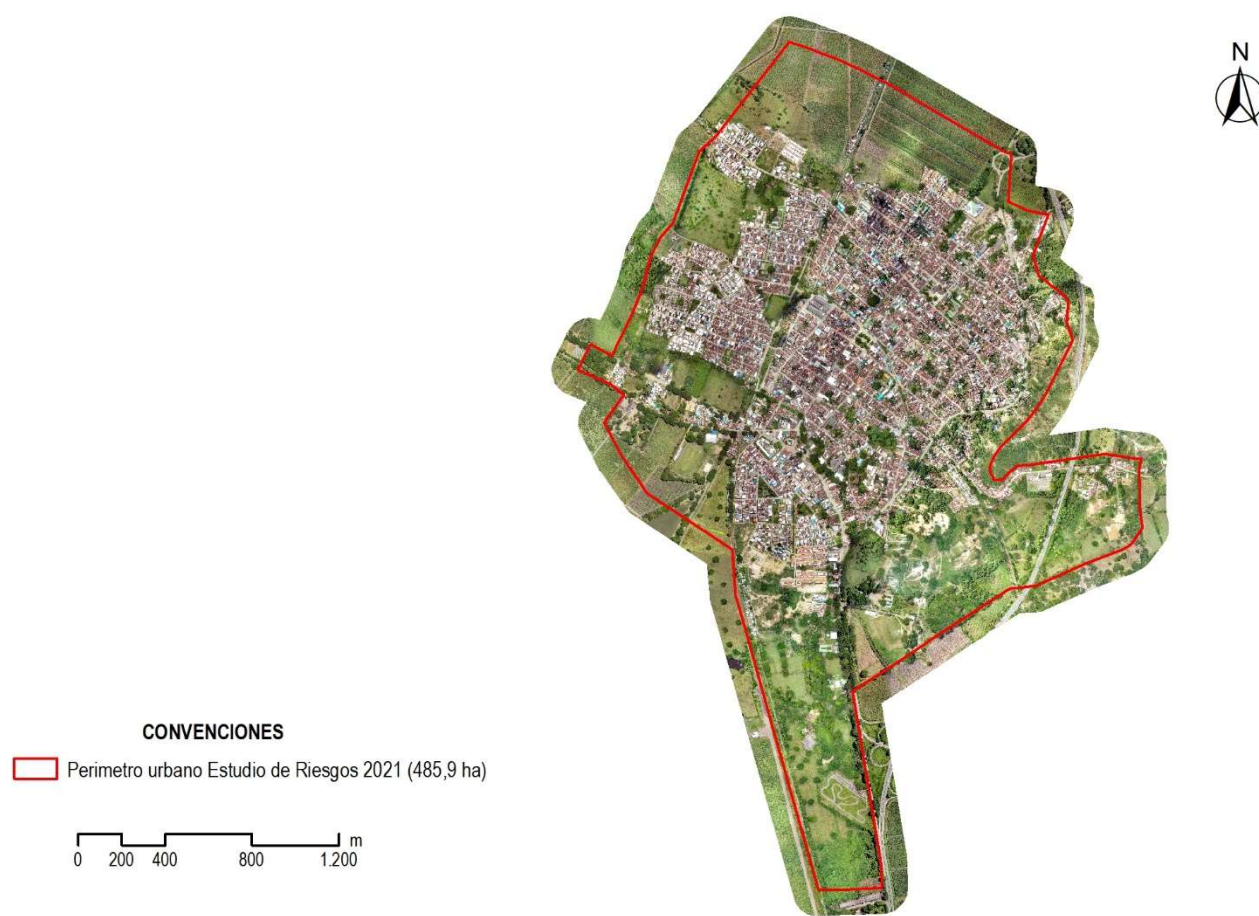 N
CONVENCIONES
Perimetro urbano Estudio de Riesgos 2021 (485,9 ha)
m
0 200 400 800 1.200